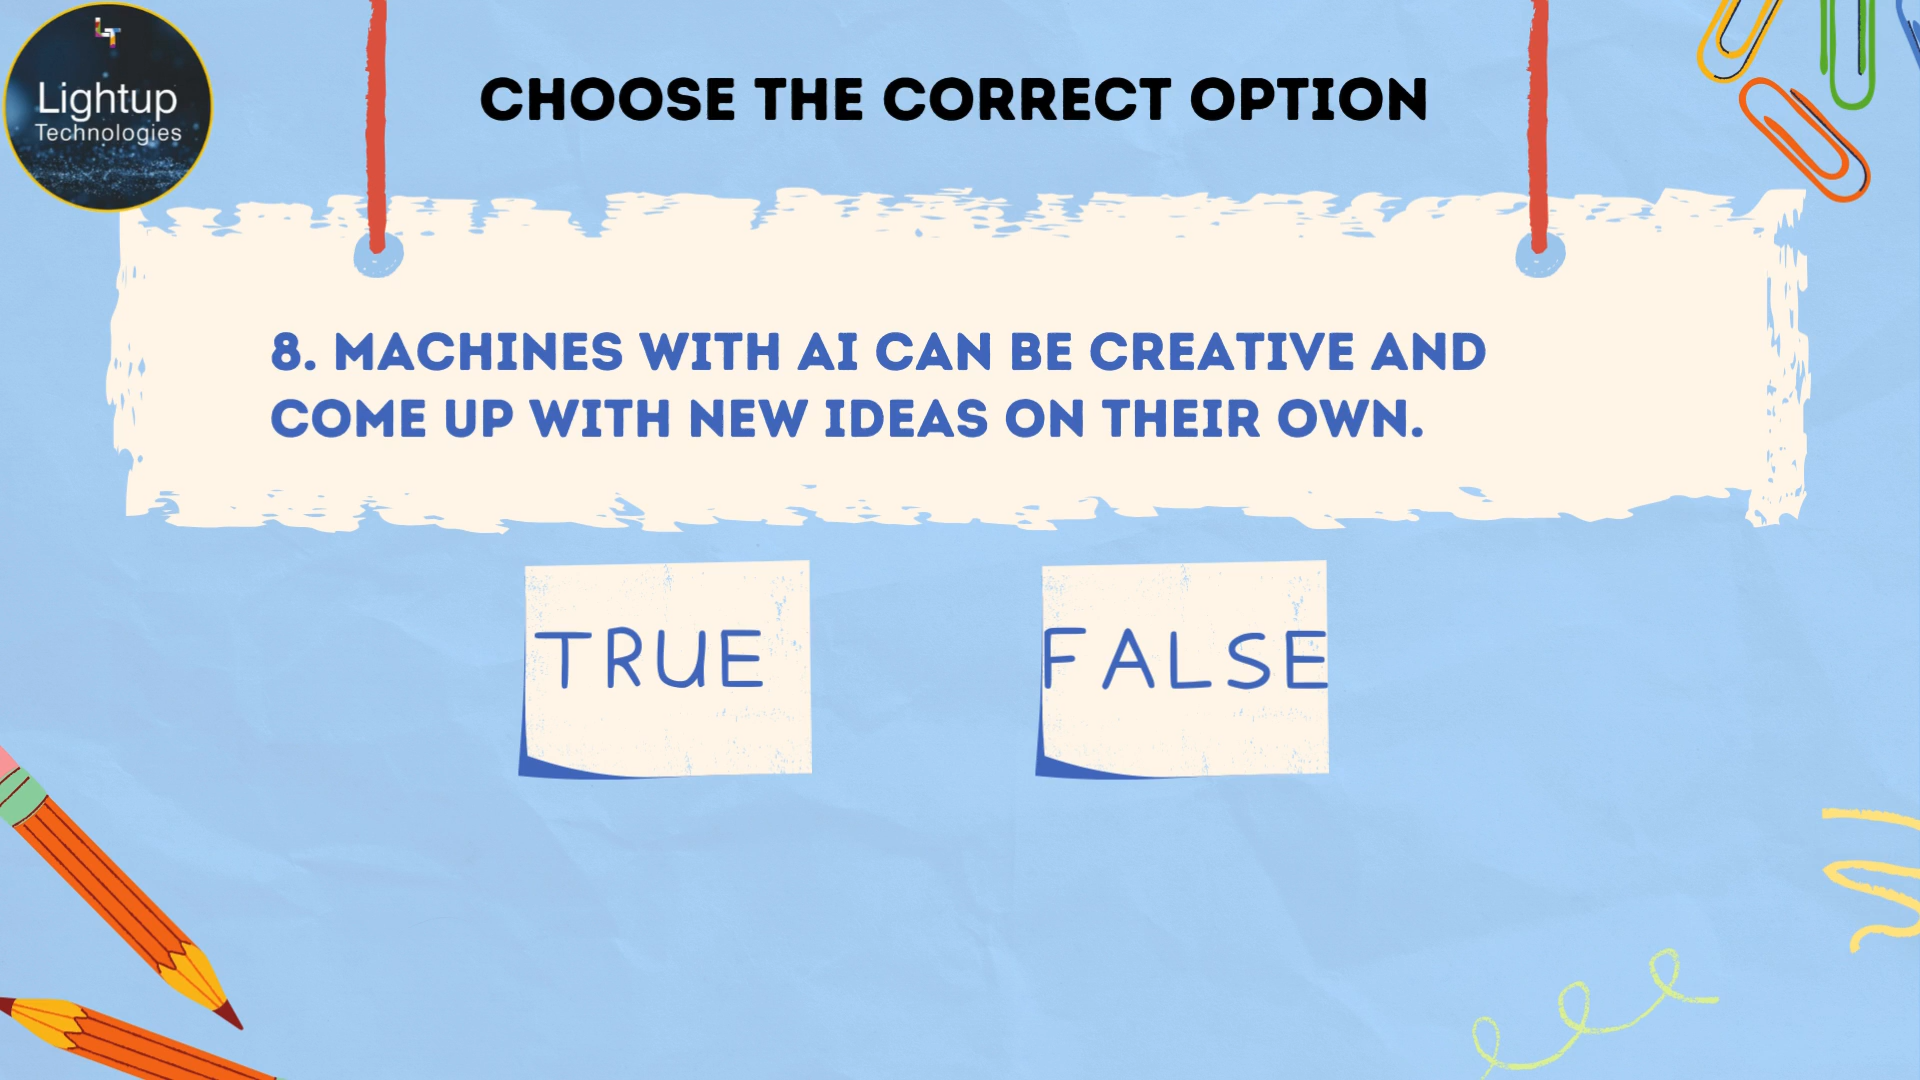 LT
Lightup
Technologies
CHOOSE THE CORRECT OPTION
8. MACHINES WITH AI CAN BE CREATIVE AND
COME UP WITH NEW IDEAS ON THEIR OWN.
TRUE
FALSE